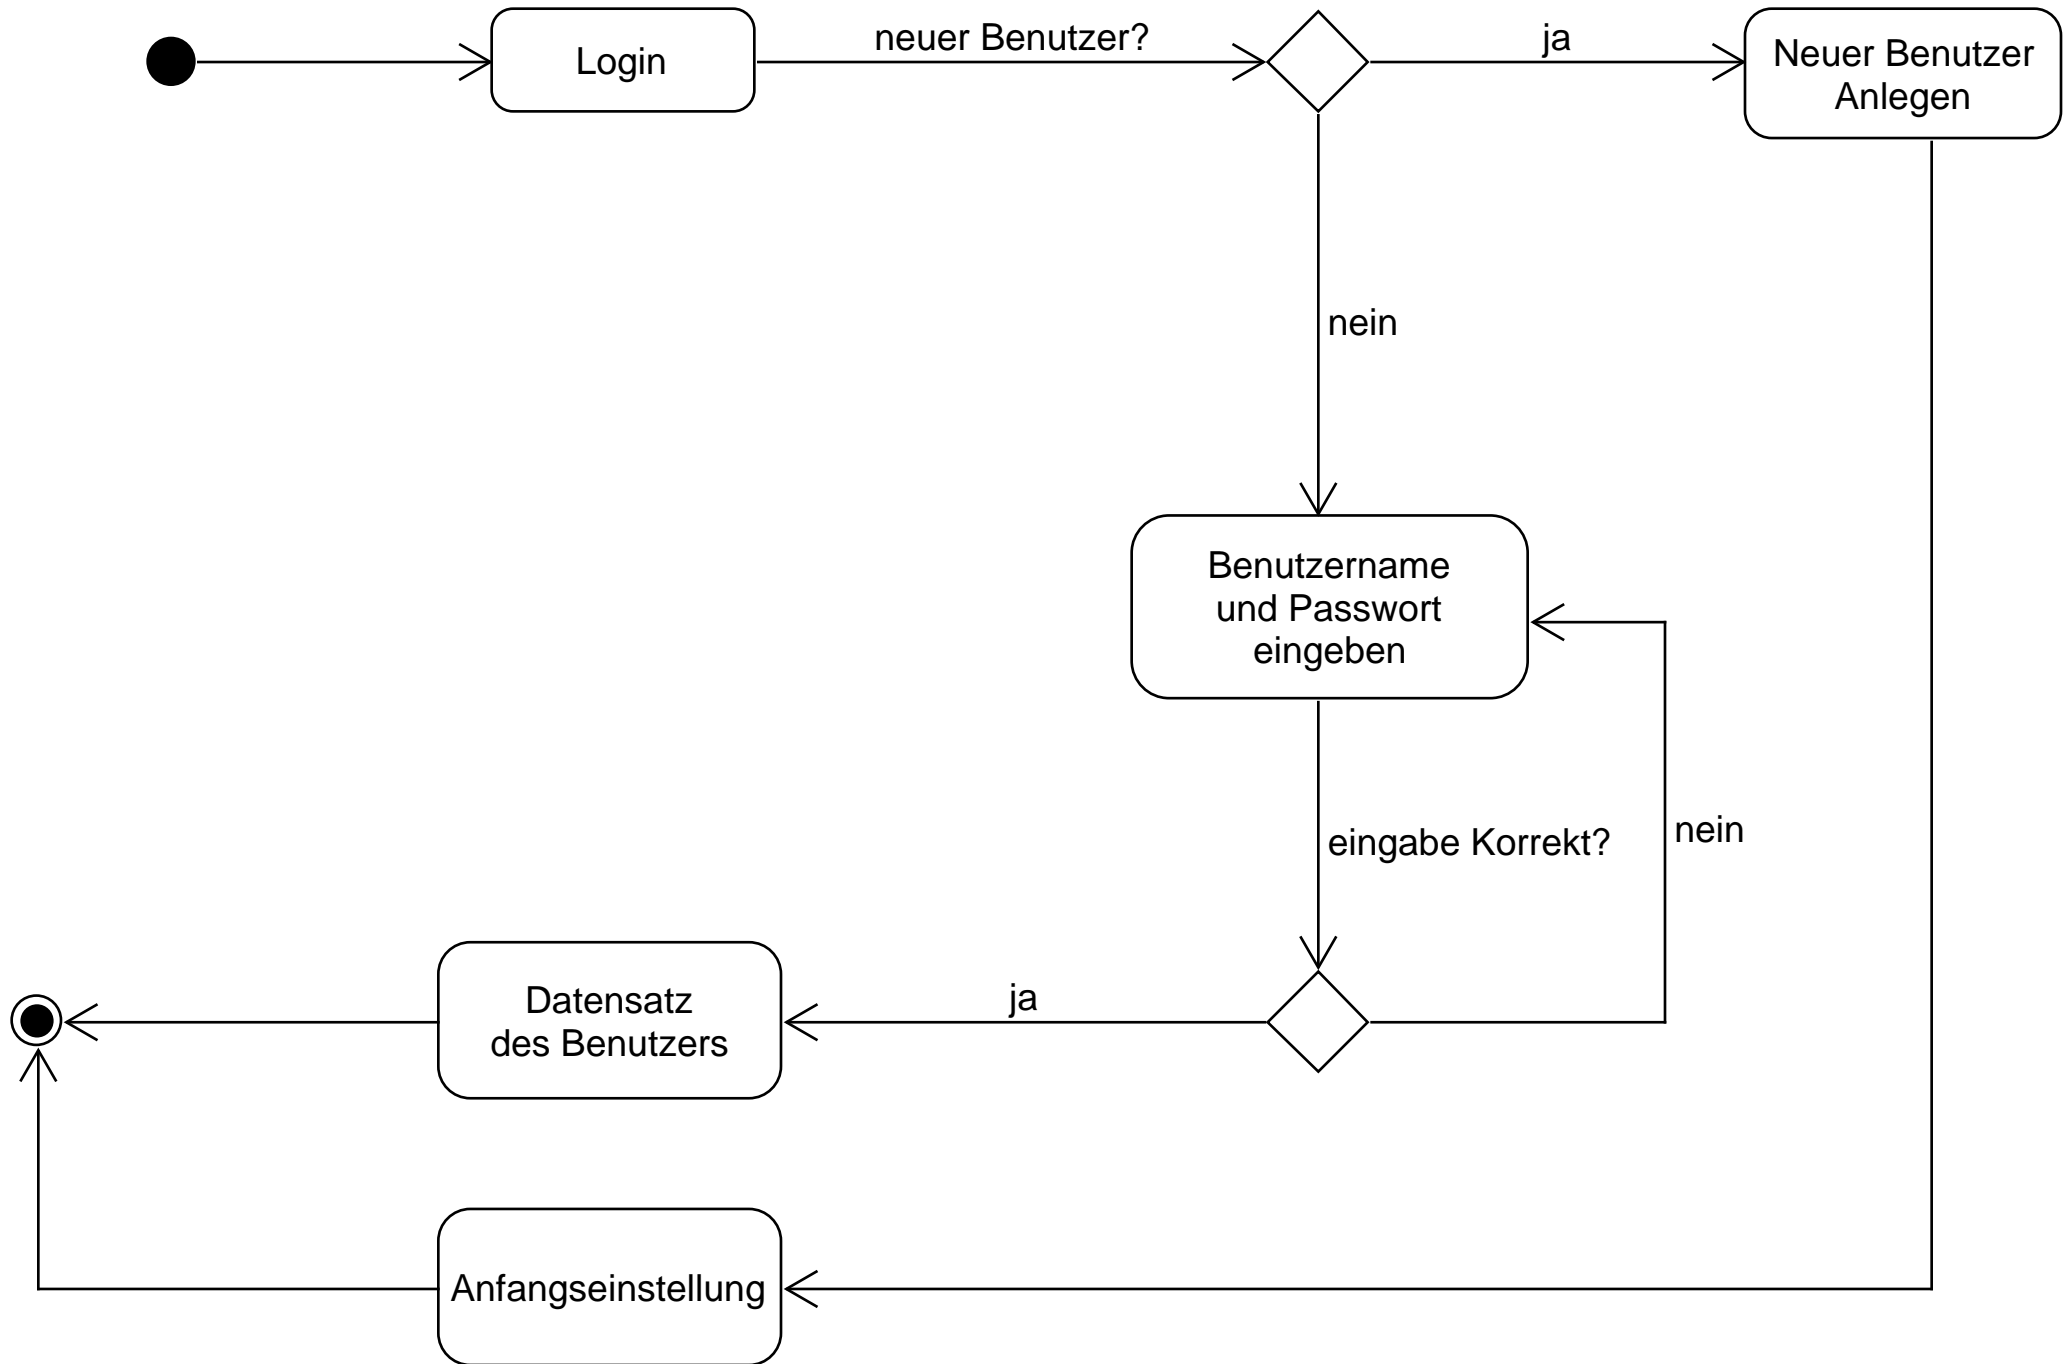 Login
neuer Benutzer?
ja
Neuer Benutzer
Anlegen
nein
Benutzername
und Passwort
eingeben
eingabe Korrekt?
nein
Datensatz
des Benutzers
ja
Anfangseinstellung